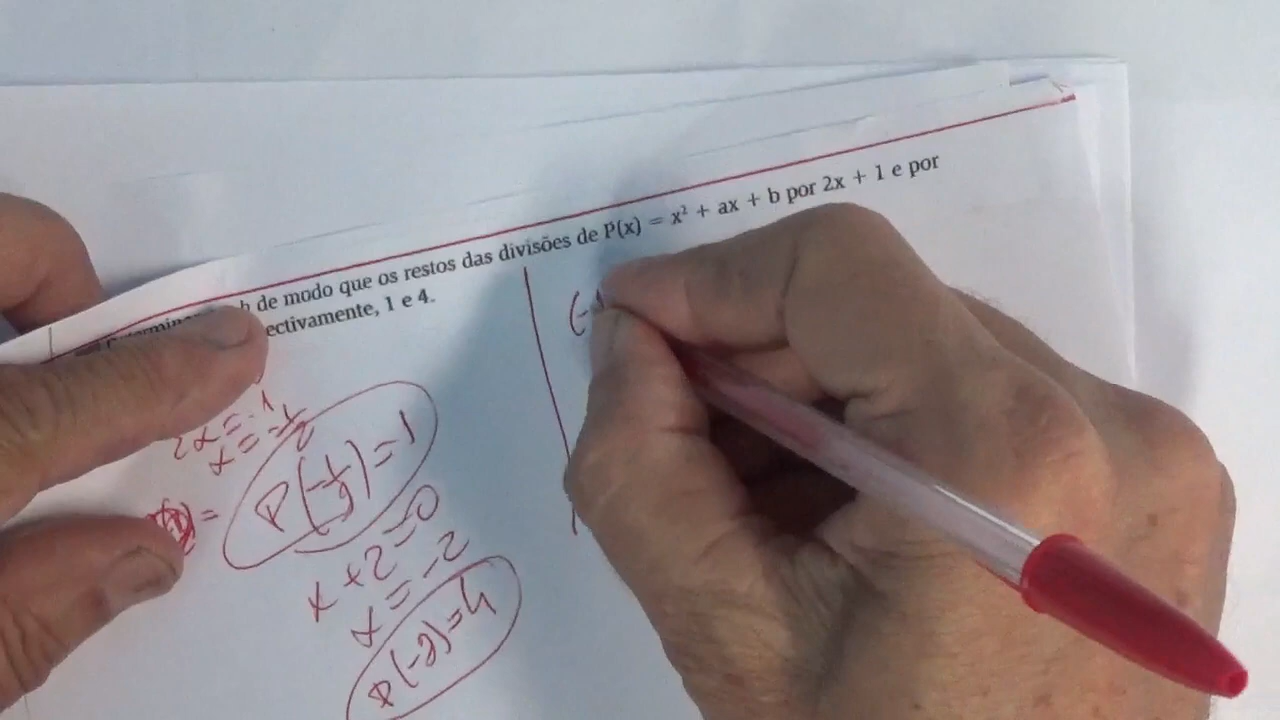 b de modo que os restos das divisões de P(x) = x² + ax + b por 2x + 1 e por
ectivamente, 1 e 4.
2x = -1
x = -1/2
= P(-1/2) = 1
x + 2 = 0
x = -2
P(-2) = 4
(-1